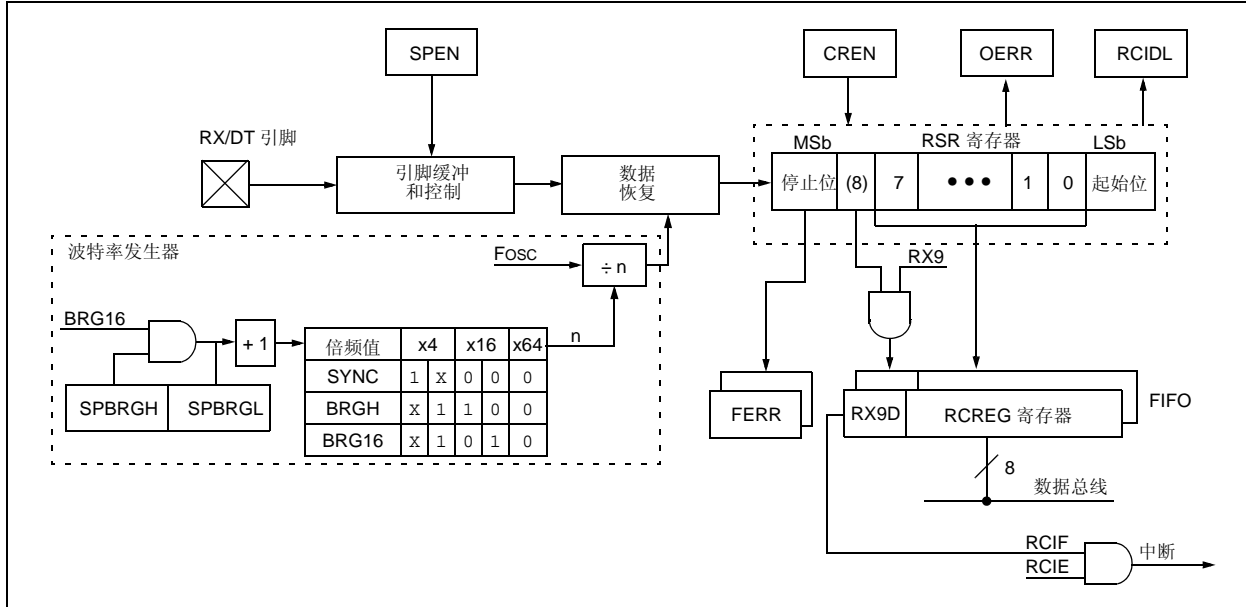 SPEN
CREN
OERR
RCIDL
RX/DT 引脚
引脚缓冲
和控制
数据
恢复
MSb
RSR 寄存器
LSb
停止位
(8)
7
• • •
1
0
起始位
波特率发生器
FOSC
÷ n
RX9
BRG16
+ 1
n
SPBRGH
SPBRGL
倍频值 x4 x16 x64
SYNC 1 X 0 0 0
BRGH X 1 1 0 0
BRG16 X 1 0 1 0
FERR
RX9D
RCREG 寄存器
FIFO
8
数据总线
RCIF
RCIE
中断